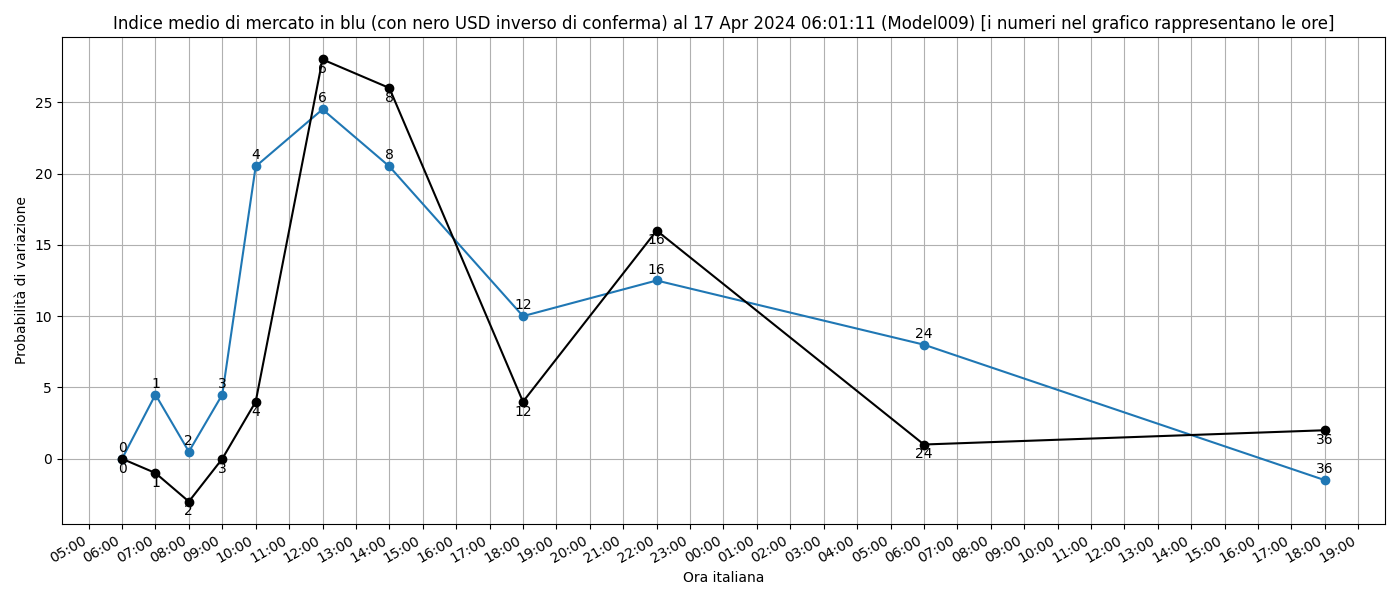 Indice medio di mercato in blu (con nero USD inverso di conferma) al 17 Apr 2024 06:01:11 (Model009) [i numeri nel grafico rappresentano le ore]
Probabilità di variazione
25
20
15
10
5
0
0 1 2 3 4 6 8 12 16 24 36
0 1 2 3 4 6 8 12 16 24 36
05:00 06:00 07:00 08:00 09:00 10:00 11:00 12:00 13:00 14:00 15:00 16:00 17:00 18:00 19:00 20:00 21:00 22:00 23:00 00:00 01:00 02:00 03:00 04:00 05:00 06:00 07:00 08:00 09:00 10:00 11:00 12:00 13:00 14:00 15:00 16:00 17:00 18:00 19:00
Ora italiana